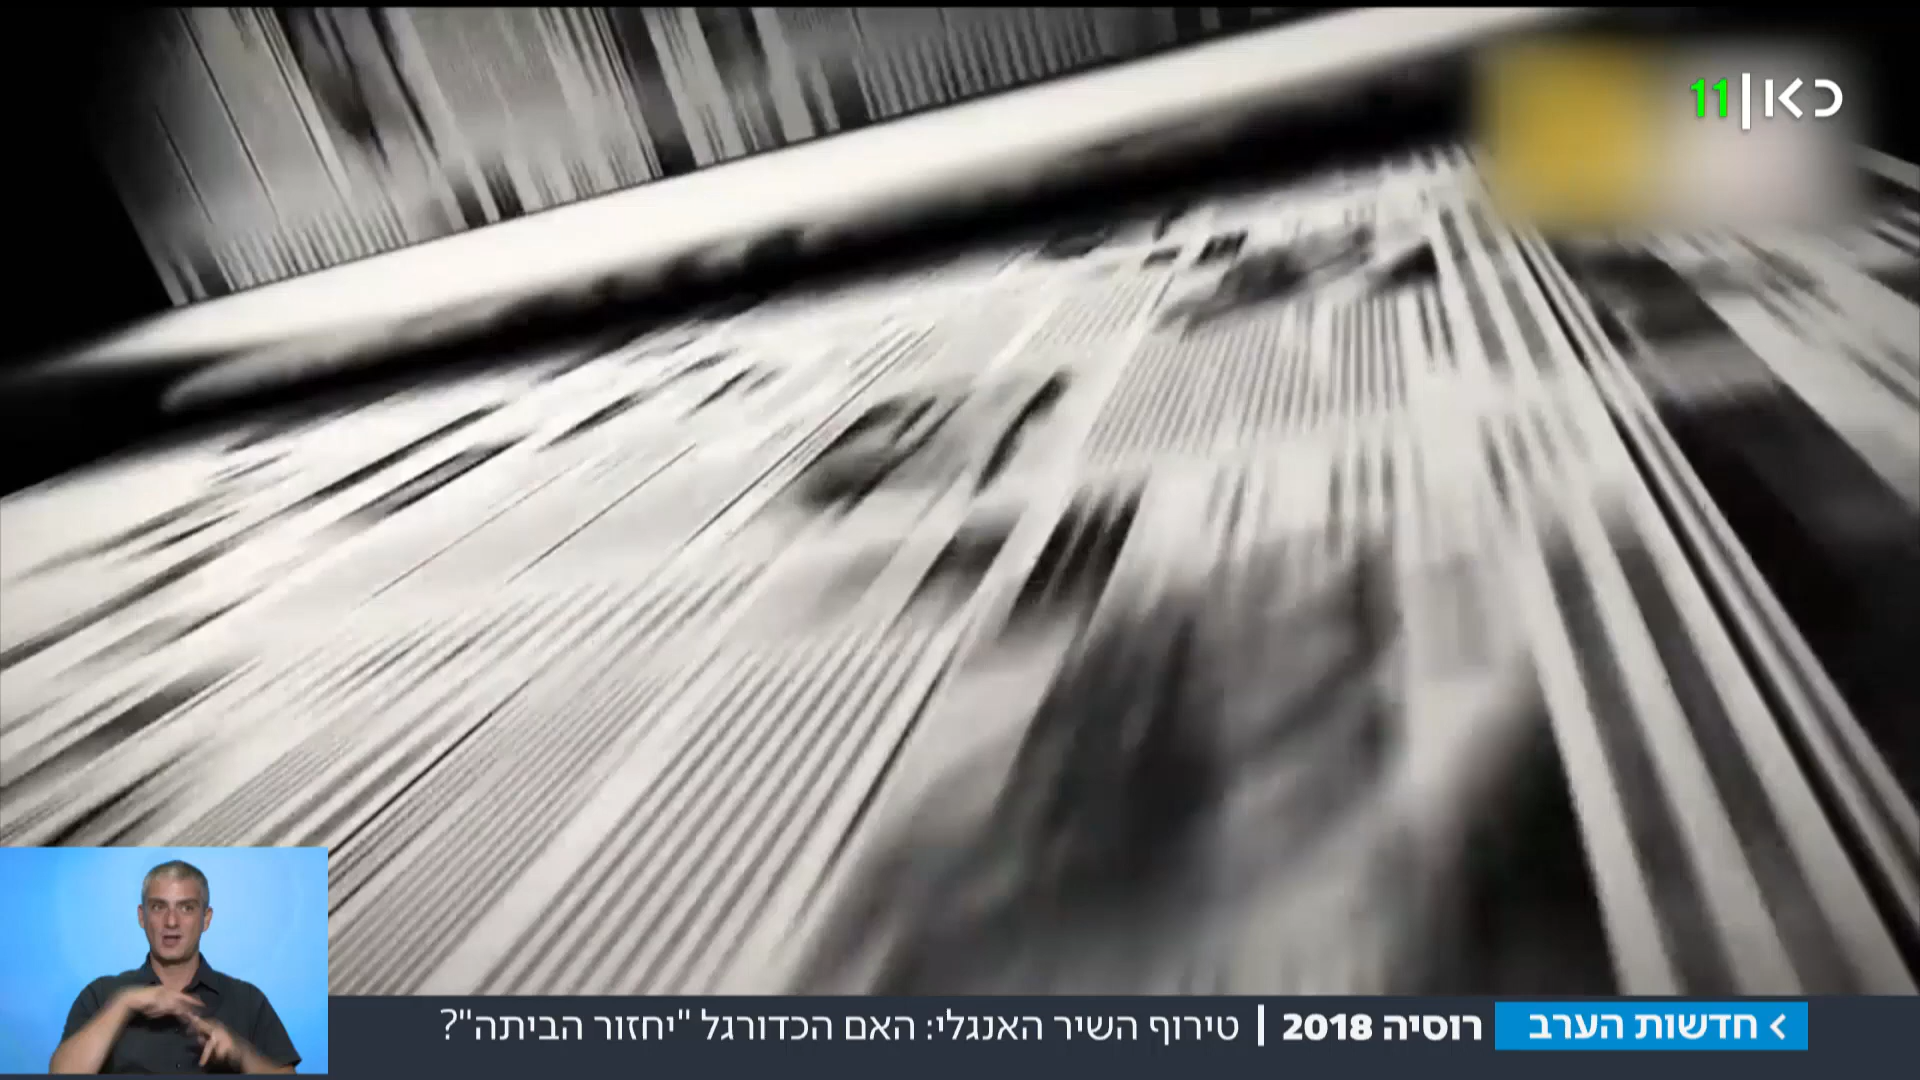 כאן|11
חדשות הערב
רוסיה 2018 | טירוף השיר האנגלי: האם הכדורגל "יחזור הביתה"?